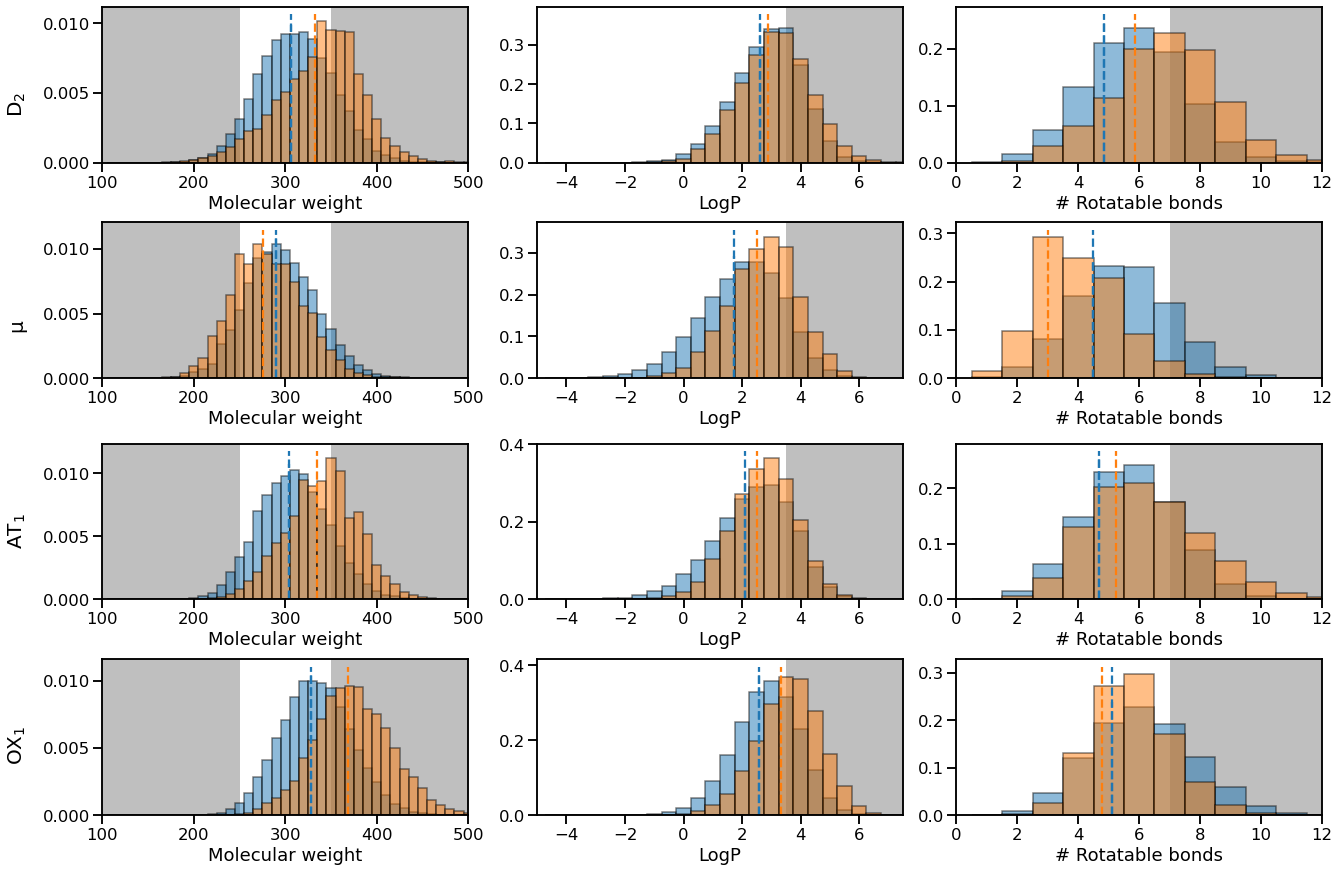 D₂
0.010
0.005
0.000
100 200 300 400 500
Molecular weight
0.3
0.2
0.1
0.0
−4 −2 0 2 4 6
LogP
0.2
0.1
0.0
0 2 4 6 8 10 12
# Rotatable bonds
μ
0.010
0.005
0.000
100 200 300 400 500
Molecular weight
0.3
0.2
0.1
0.0
−4 −2 0 2 4 6
LogP
0.3
0.2
0.1
0.0
0 2 4 6 8 10 12
# Rotatable bonds
AT₁
0.010
0.005
0.000
100 200 300 400 500
Molecular weight
0.4
0.2
0.0
−4 −2 0 2 4 6
LogP
0.2
0.1
0.0
0 2 4 6 8 10 12
# Rotatable bonds
OX₁
0.010
0.005
0.000
100 200 300 400 500
Molecular weight
0.4
0.2
0.0
−4 −2 0 2 4 6
LogP
0.3
0.2
0.1
0.0
0 2 4 6 8 10 12
# Rotatable bonds